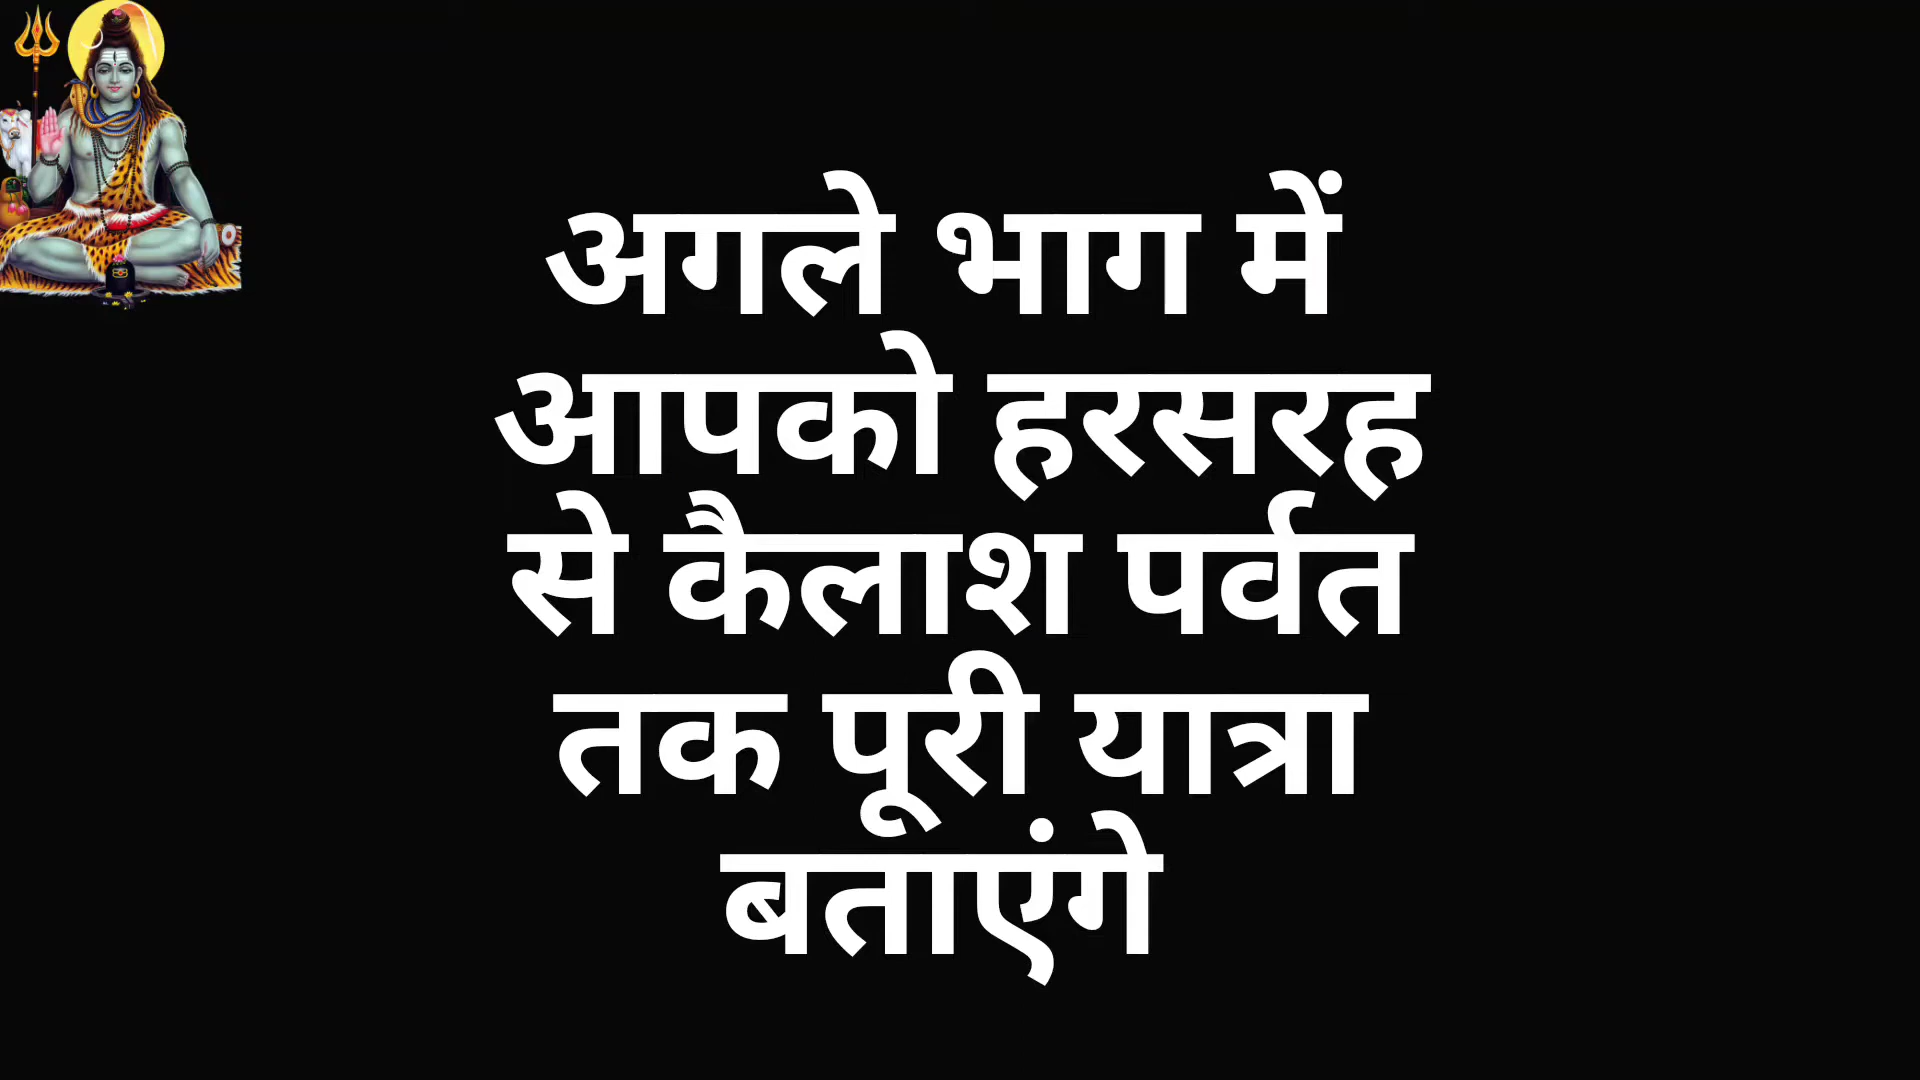 अगले भाग में
आपको हरसरह
से कैलाश पर्वत
तक पूरी यात्रा
बताएंगे